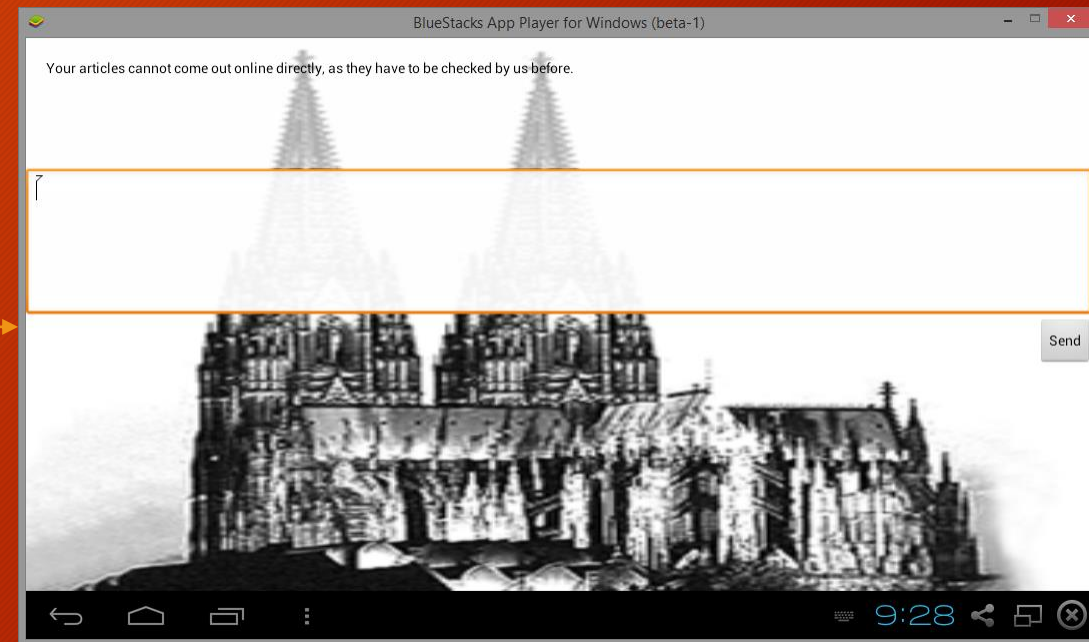 BlueStacks App Player for Windows (beta-1)
Your articles cannot come out online directly, as they have to be checked by us before.
Send
9:28